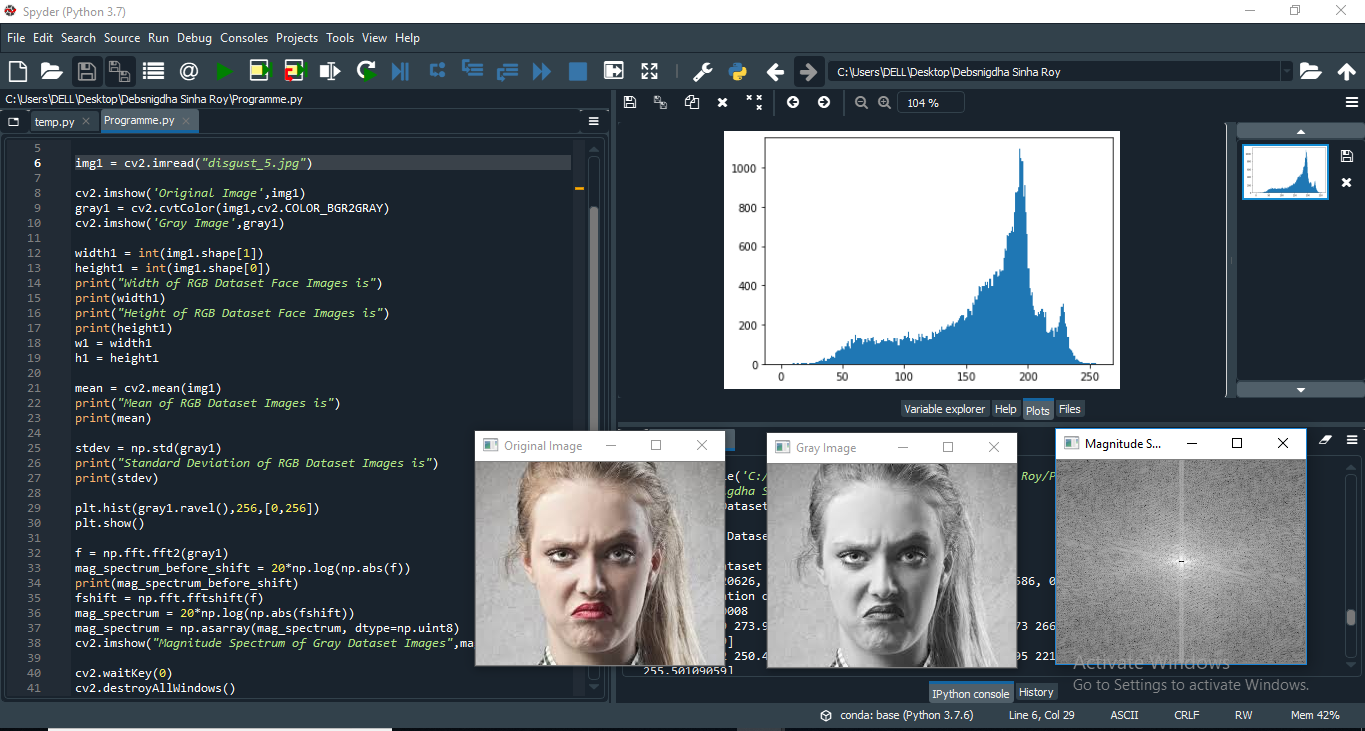 Spyder (Python 3.7)
File Edit Search Source Run Debug Consoles Projects Tools View Help
C:\Users\DELL\Desktop\Debsnigdha Sinha Roy
C:\Users\DELL\Desktop\Debsnigdha Sinha Roy\Programme.py
temp.py
Programme.py
5
6 img1 = cv2.imread("disgust_5.jpg")
7
8 cv2.imshow('Original Image',img1)
9 gray1 = cv2.cvtColor(img1,cv2.COLOR_BGR2GRAY)
10 cv2.imshow('Gray Image',gray1)
11
12 width1 = int(img1.shape[1])
13 height1 = int(img1.shape[0])
14 print("Width of RGB Dataset Face Images is")
15 print(width1)
16 print("Height of RGB Dataset Face Images is")
17 print(height1)
18 w1 = width1
19 h1 = height1
20
21 mean = cv2.mean(img1)
22 print("Mean of RGB Dataset Images is")
23 print(mean)
24
25 stdev = np.std(gray1)
26 print("Standard Deviation of RGB Dataset Images is")
27 print(stdev)
28
29 plt.hist(gray1.ravel(),256,[0,256])
30 plt.show()
31
32 f = np.fft.fft2(gray1)
33 mag_spectrum_before_shift = 20*np.log(np.abs(f))
34 print(mag_spectrum_before_shift)
35 fshift = np.fft.fftshift(f)
36 mag_spectrum = 20*np.log(np.abs(fshift))
37 mag_spectrum = np.asarray(mag_spectrum, dtype=np.uint8)
38 cv2.imshow("Magnitude Spectrum of Gray Dataset Images",ma
39
40 cv2.waitKey(0)
41 cv2.destroyAllWindows()
104 %
1000
800
600
400
200
0
0 50 100 150 200 250
Variable explorer Help Plots Files
Original Image
Gray Image
Magnitude S...
le('C:/ Roy/P
gdha S
Dataset
Dataset
taset
20626, 586, 0
tion o
0008
273.9 73 266
]
250.4 95 221
255.50109059]
Activate Windows
Go to Settings to activate Windows.
IPython console History
conda: base (Python 3.7.6) Line 6, Col 29 ASCII CRLF RW Mem 42%